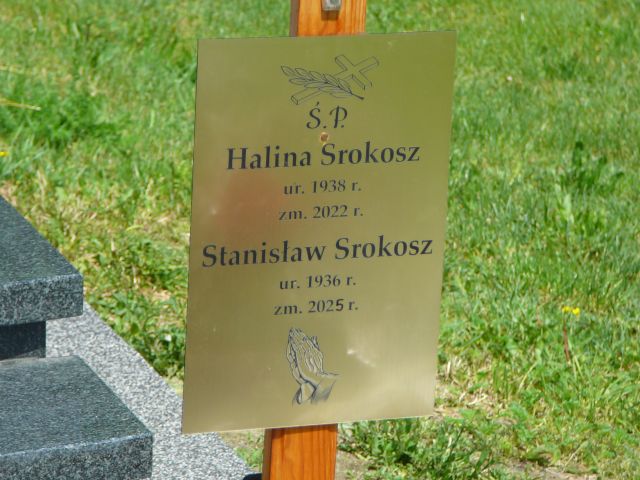 Ś.P.
Halina Srokosz
ur. 1938 r.
zm. 2022 r.
Stanisław Srokosz
ur. 1936 r.
zm. 2025 r.